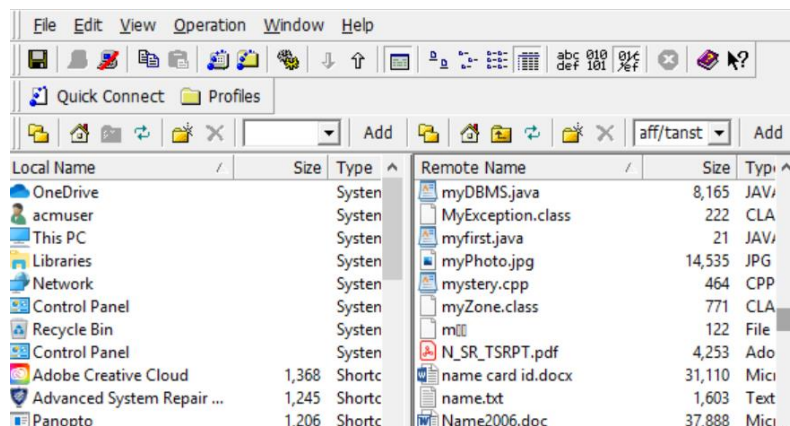 File Edit View Operation Window Help
abc def 010 101
Quick Connect Profiles
Add aff/tanst Add
Local Name Size Type Remote Name Size Typ
OneDrive System myDBMS.java 8,165 JAVA
acmuser System MyException.class 222 CLA
This PC System myfirst.java 21 JAVA
Libraries System myPhoto.jpg 14,535 JPG
Network System mystery.cpp 464 CPP
Control Panel System myZone.class 771 CLA
Recycle Bin System m▯▯ 122 File
Control Panel System N_SR_TSRPT.pdf 4,253 Ado
Adobe Creative Cloud 1,368 Shortc name card id.docx 31,110 Micr
Advanced System Repair ... 1,245 Shortc name.txt 1,603 Text
Panopto 1,206 Shortc Name2006.doc 37,888 Micr